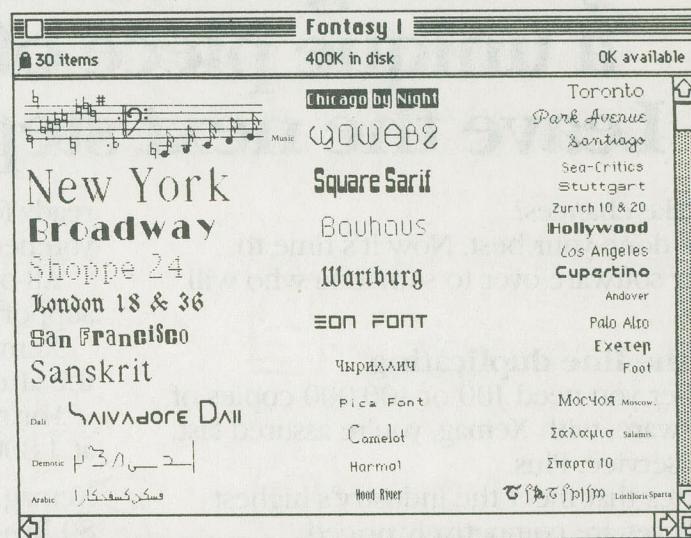 Fontasy I
30 items 400K in disk 0K available
Music
New York
Broadway
Shoppe 24
London 18 & 36
San Francisco
Sanskrit
Dali Salvadore Dali
Demotic
Arabic
Chicago by Night
Square Sarif
Bauhaus
Wartburg
EON FONT
Чыриллич
Pica Font
Camelot
Harmol
Hood River
Toronto
Park Avenue
Santiago
Sea-Critics
Stuttgart
Zurich 10 & 20
Hollywood
Los Angeles
Cupertino
Andover
Palo Alto
Exeter
Foot
Мосчоя Moscow.
Σαλαμισ Salamis
Σπαρτα 10
Lothloris Sparta